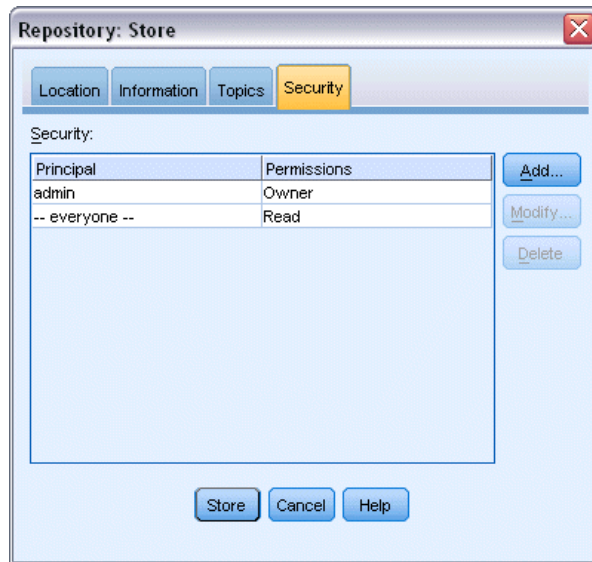 Repository: Store
Location Information Topics Security
Security:
Principal Permissions
admin Owner
-- everyone -- Read
Add...
Modify...
Delete
Store Cancel Help